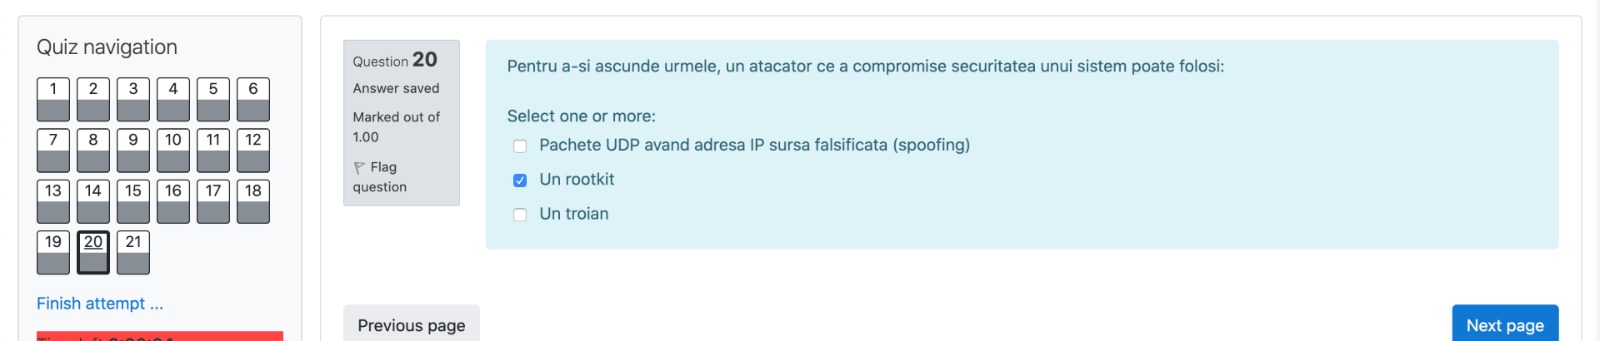 Quiz navigation
1 2 3 4 5 6
7 8 9 10 11 12
13 14 15 16 17 18
19 20 21
Finish attempt ...
Question 20
Answer saved
Marked out of
1.00
Flag
question
Pentru a-si ascunde urmele, un atacator ce a compromise securitatea unui sistem poate folosi:
Select one or more:
Pachete UDP avand adresa IP sursa falsificata (spoofing)
Un rootkit
Un troian
Previous page
Next page